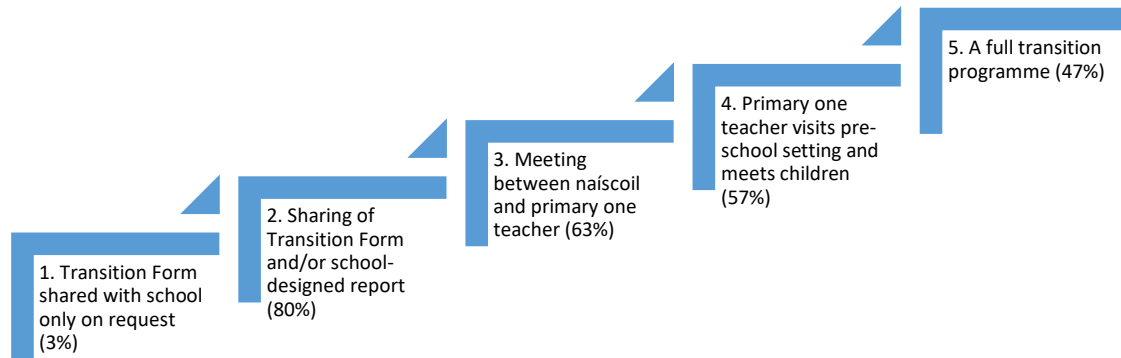 1. Transition Form
shared with school
only on request
(3%)
2. Sharing of
Transition Form
and/or school-
designed report
(80%)
3. Meeting
between naíscoil
and primary one
teacher (63%)
4. Primary one
teacher visits pre-
school setting and
meets children
(57%)
5. A full transition
programme (47%)